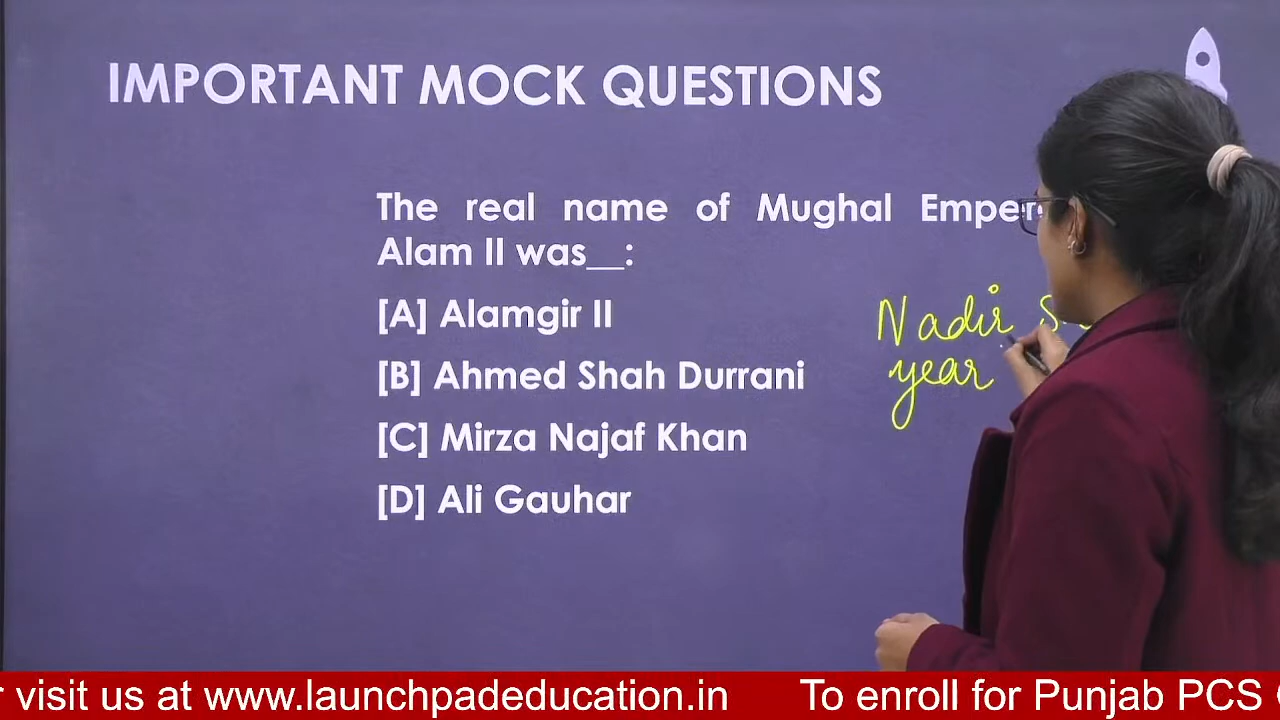 IMPORTANT MOCK QUESTIONS
The real name of Mughal
Alam II was__:
[A] Alamgir II
[B] Ahmed Shah Durrani
[C] Mirza Najaf Khan
[D] Ali Gauhar
Nadir
year
visit us at www.launchpadeducation.in To enroll for Punjab PCS